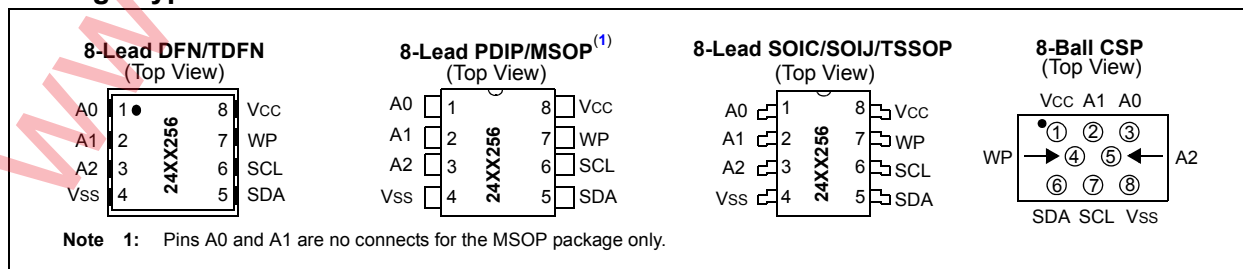 8-Lead DFN/TDFN
(Top View)
A0 1 8 VCC
A1 2 7 WP
A2 3 6 SCL
VSS 4 5 SDA
24XX256
8-Lead PDIP/MSOP(1)
(Top View)
A0 1 8 VCC
A1 2 7 WP
A2 3 6 SCL
VSS 4 5 SDA
24XX256
8-Lead SOIC/SOIJ/TSSOP
(Top View)
A0 1 8 VCC
A1 2 7 WP
A2 3 6 SCL
VSS 4 5 SDA
24XX256
8-Ball CSP
(Top View)
VCC A1 A0
1 2 3
WP 4 5 A2
6 7 8
SDA SCL VSS
Note 1: Pins A0 and A1 are no connects for the MSOP package only.